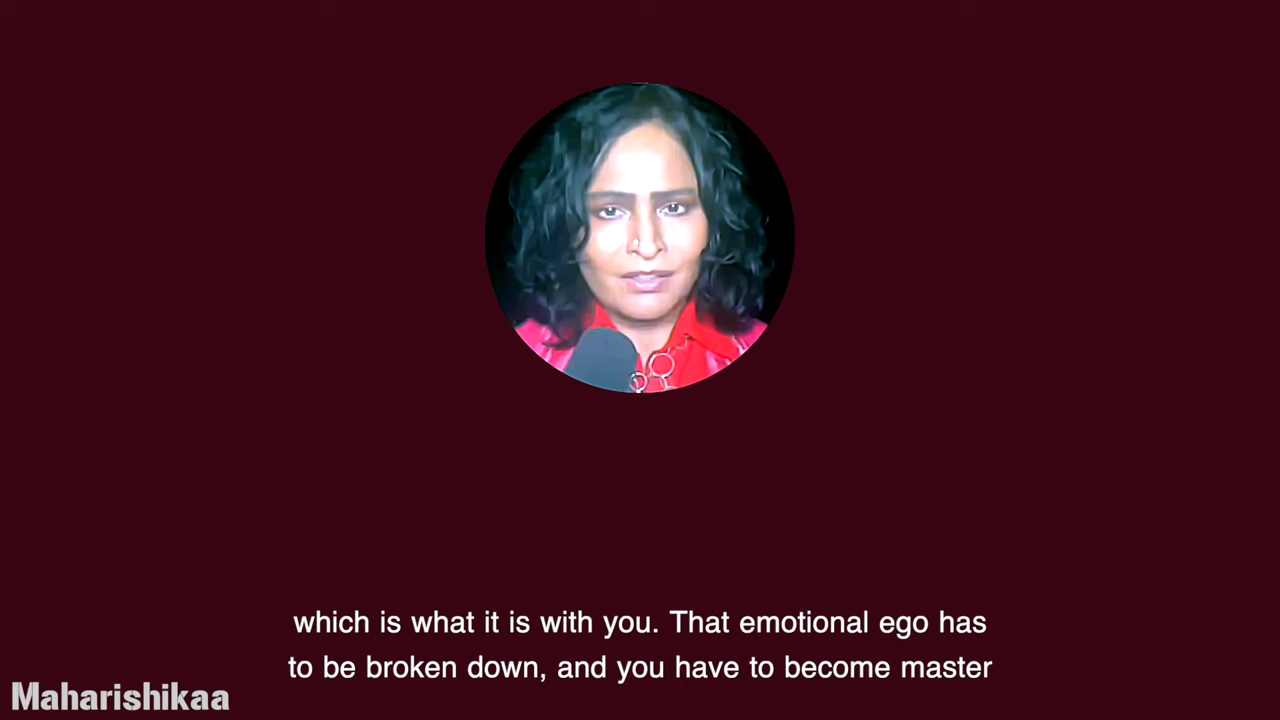 which is what it is with you. That emotional ego has
to be broken down, and you have to become master
Maharishikaa